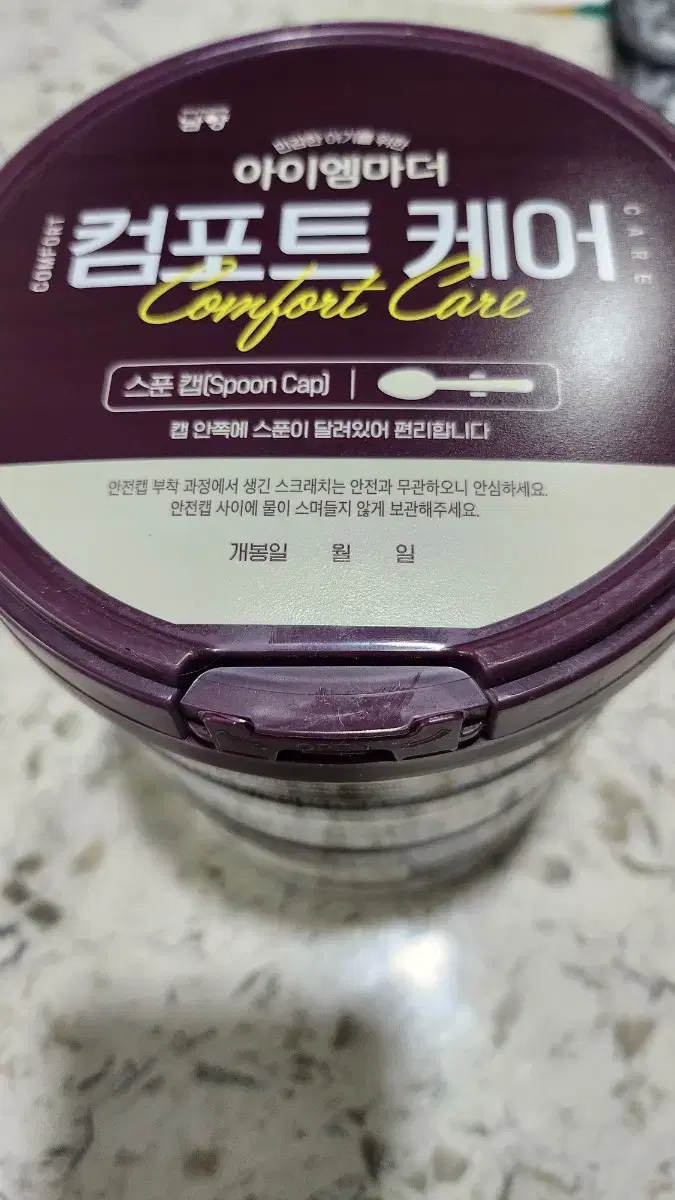 남양
민감한 아기를 위한
아이엠마더
COMFORT
컴포트 케어
CARE
Comfort Care
스푼 캡(Spoon Cap)
캡 안쪽에 스푼이 달려있어 편리합니다
안전캡 부착 과정에서 생긴 스크래치는 안전과 무관하오니 안심하세요.
안전캡 사이에 물이 스며들지 않게 보관해주세요.
개봉일 월 일